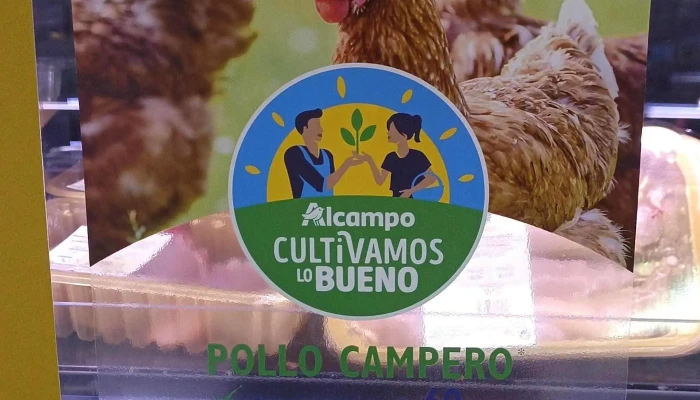 Alcampo
CULTiVAMOS
LO BUENO
POLLO CAMPERO